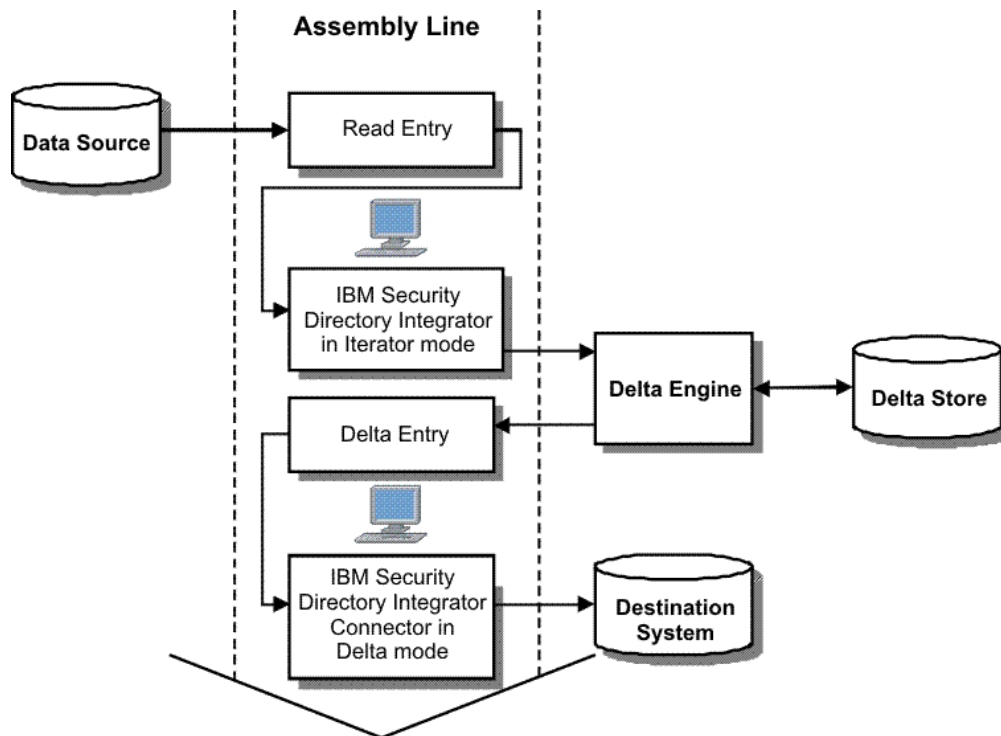 Assembly Line
Data Source
Read Entry
IBM Security
Directory Integrator
in Iterator mode
Delta Engine
Delta Store
Delta Entry
IBM Security
Directory Integrator
Connector in
Delta mode
Destination
System